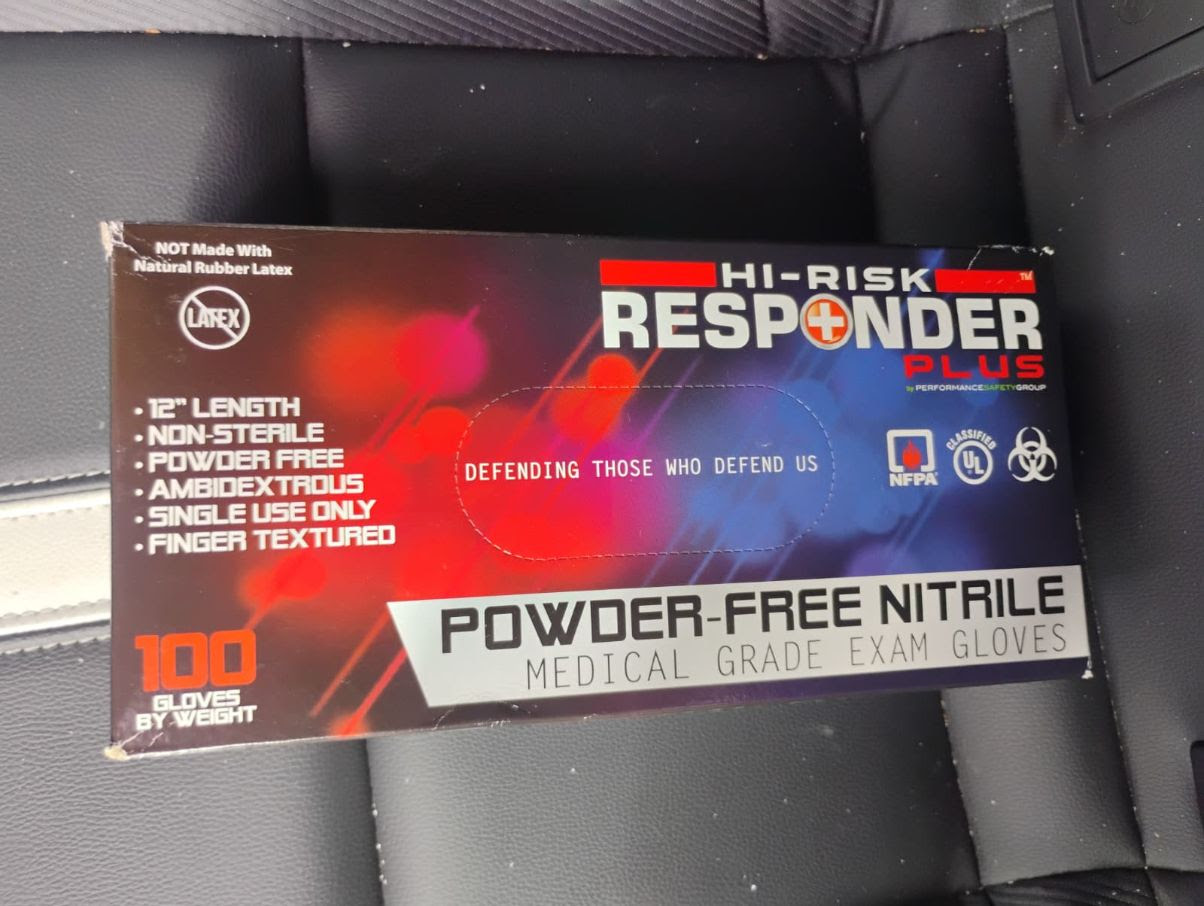 NOT Made With
Natural Rubber Latex
LATEX
• 12" LENGTH
• NON-STERILE
• POWDER FREE
• AMBIDEXTROUS
• SINGLE USE ONLY
• FINGER TEXTURED
100
GLOVES
BY WEIGHT
HI-RISK ™
RESPONDER
PLUS
by PERFORMANCESAFETYGROUP
DEFENDING THOSE WHO DEFEND US
NFPA®
CLASSIFIED
UL
POWDER-FREE NITRILE
MEDICAL GRADE EXAM GLOVES